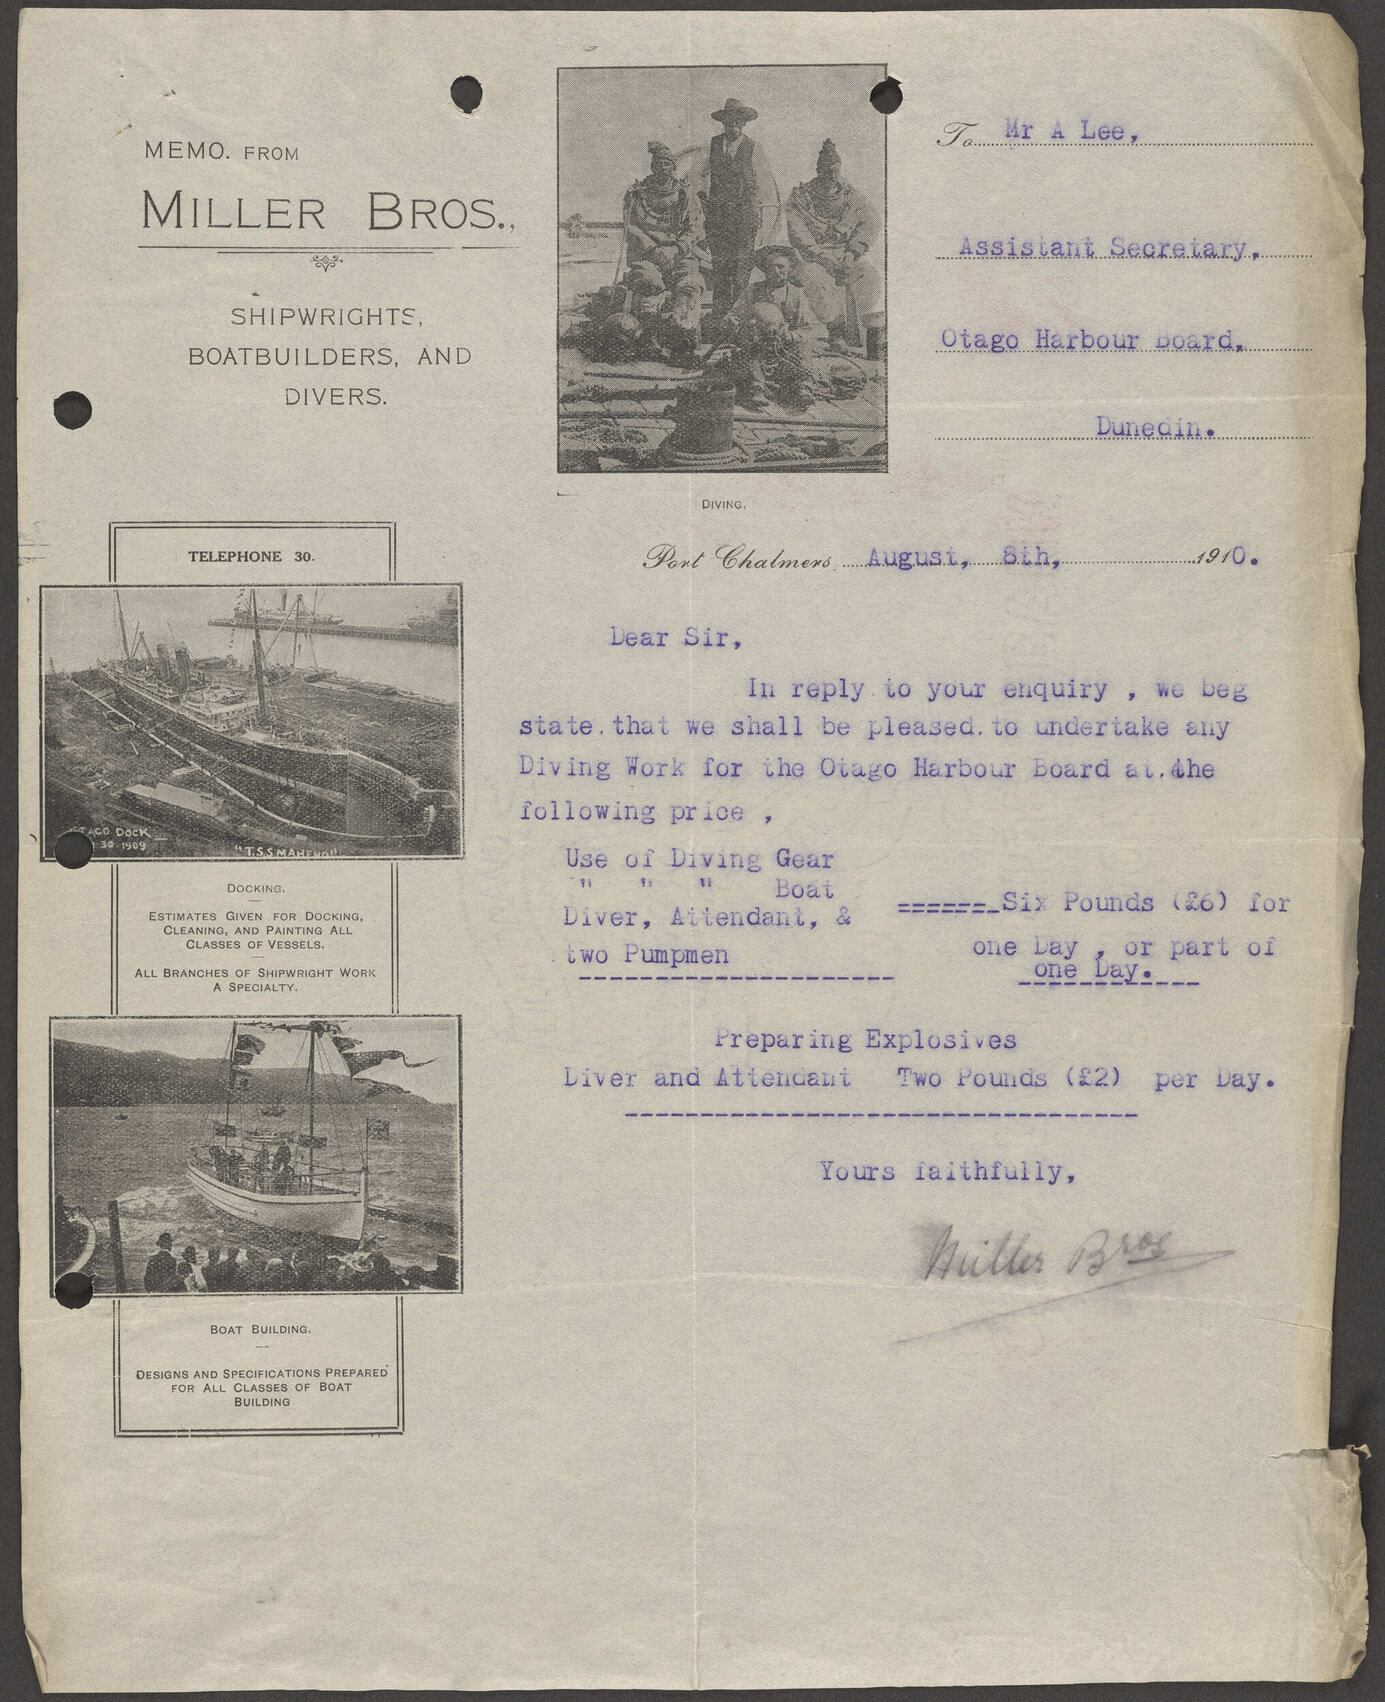 MEMO. FROM
MILLER BROS.,
SHIPWRIGHTS,
BOATBUILDERS, AND
DIVERS.
DIVING.
To Mr A Lee,
Assistant Secretary,
Otago Harbour Board,
Dunedin.
Port Chalmers, August, 8th, 1910.
TELEPHONE 30.
TAGO DOCK
30 1909
"T.S.S MAHENO"
DOCKING.
ESTIMATES GIVEN FOR DOCKING,
CLEANING, AND PAINTING ALL
CLASSES OF VESSELS.
ALL BRANCHES OF SHIPWRIGHT WORK
A SPECIALTY.
BOAT BUILDING.
DESIGNS AND SPECIFICATIONS PREPARED
FOR ALL CLASSES OF BOAT
BUILDING
Dear Sir,
In reply to your enquiry , we beg
state.that we shall be pleased.to undertake any
Diving Work for the Otago Harbour Board at.the
following price ,
Use of Diving Gear
" " " Boat
Diver, Attendant, & =======Six Pounds (£6) for
two Pumpmen one Day , or part of
one Day.
Preparing Explosives
Diver and Attendant Two Pounds (£2) per Day.
Yours faithfully,
Miller Bros